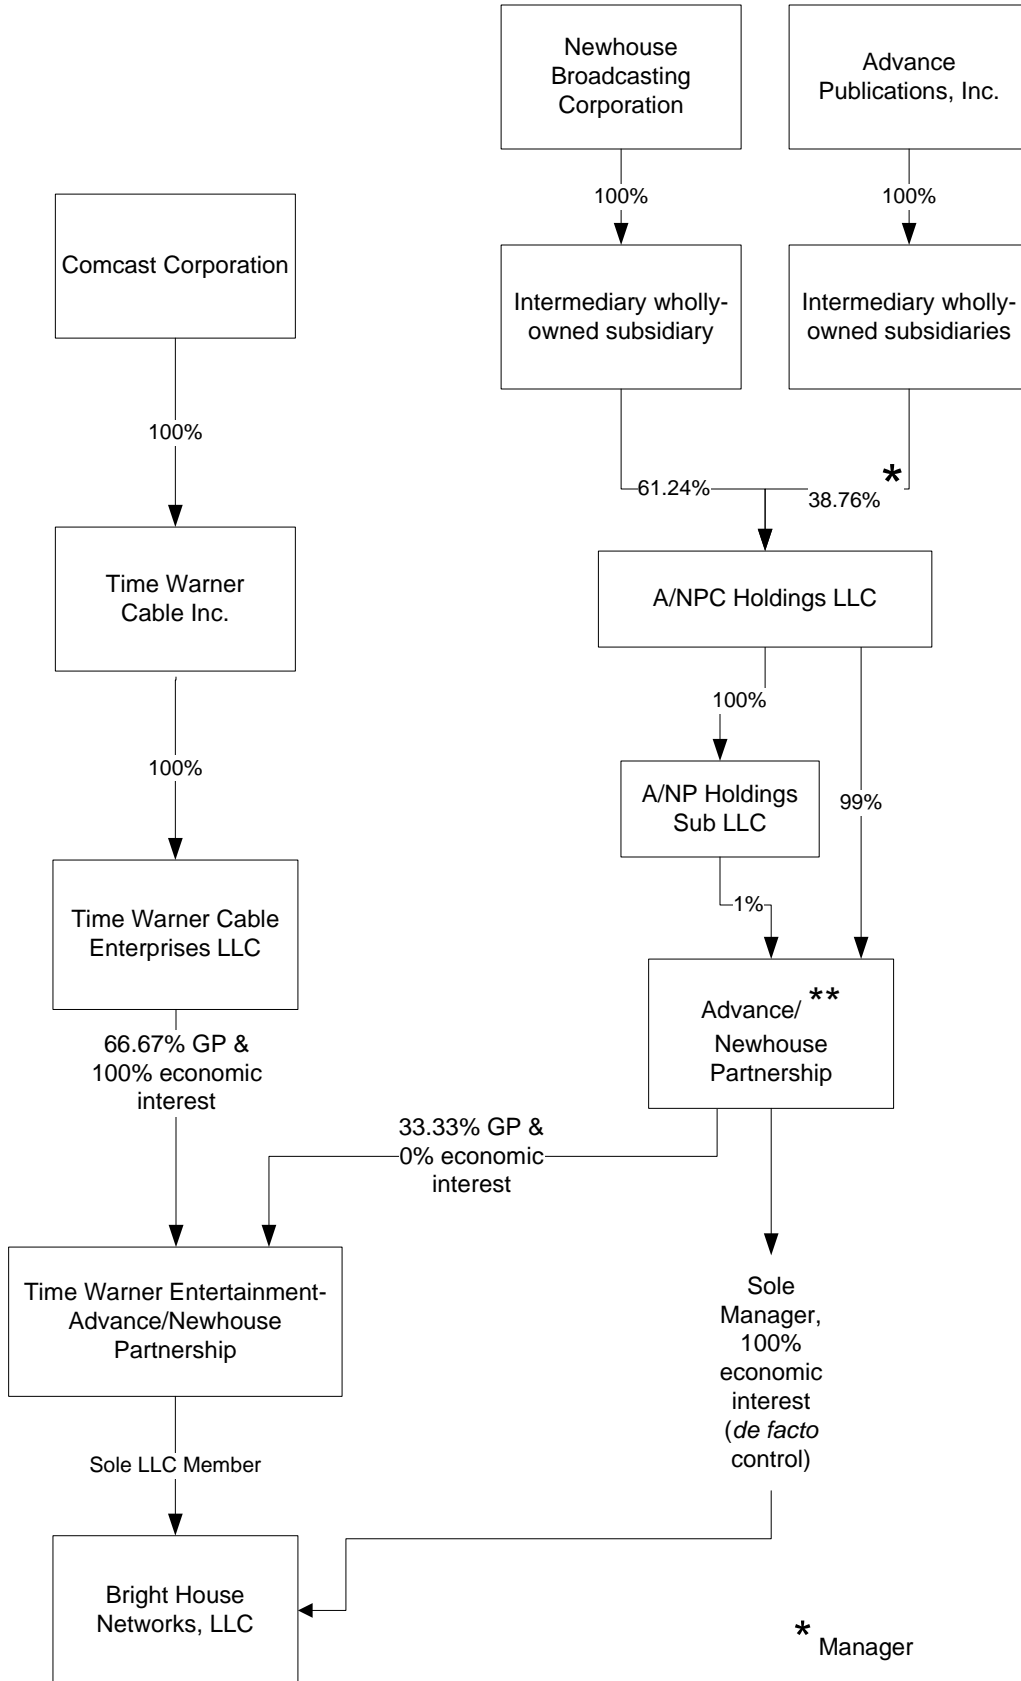 Newhouse
Broadcasting
Corporation
Advance
Publications, Inc.
100%
100%
Comcast Corporation
Intermediary wholly-
owned subsidiary
Intermediary wholly-
owned subsidiaries
100%
61.24%
38.76%
*
Time Warner
Cable Inc.
A/NPC Holdings LLC
100%
100%
A/NP Holdings
Sub LLC
99%
Time Warner Cable
Enterprises LLC
1%
Advance/ **
Newhouse
Partnership
66.67% GP &
100% economic
interest
33.33% GP &
0% economic
interest
Time Warner Entertainment-
Advance/Newhouse
Partnership
Sole
Manager,
100%
economic
interest
(de facto
control)
Sole LLC Member
Bright House
Networks, LLC
* Manager